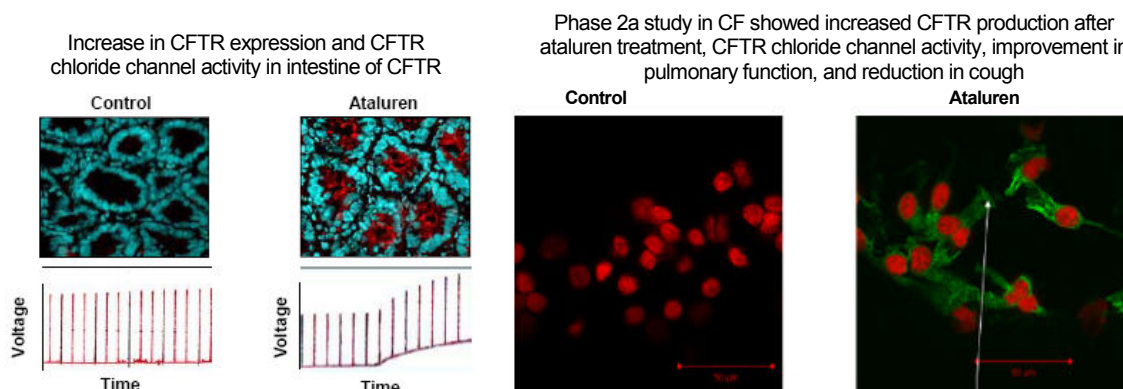 Increase in CFTR expression and CFTR
chloride channel activity in intestine of CFTR
Control
Ataluren
Voltage
Time
Voltage
Time
Phase 2a study in CF showed increased CFTR production after
ataluren treatment, CFTR chloride channel activity, improvement in
pulmonary function, and reduction in cough
Control
Ataluren